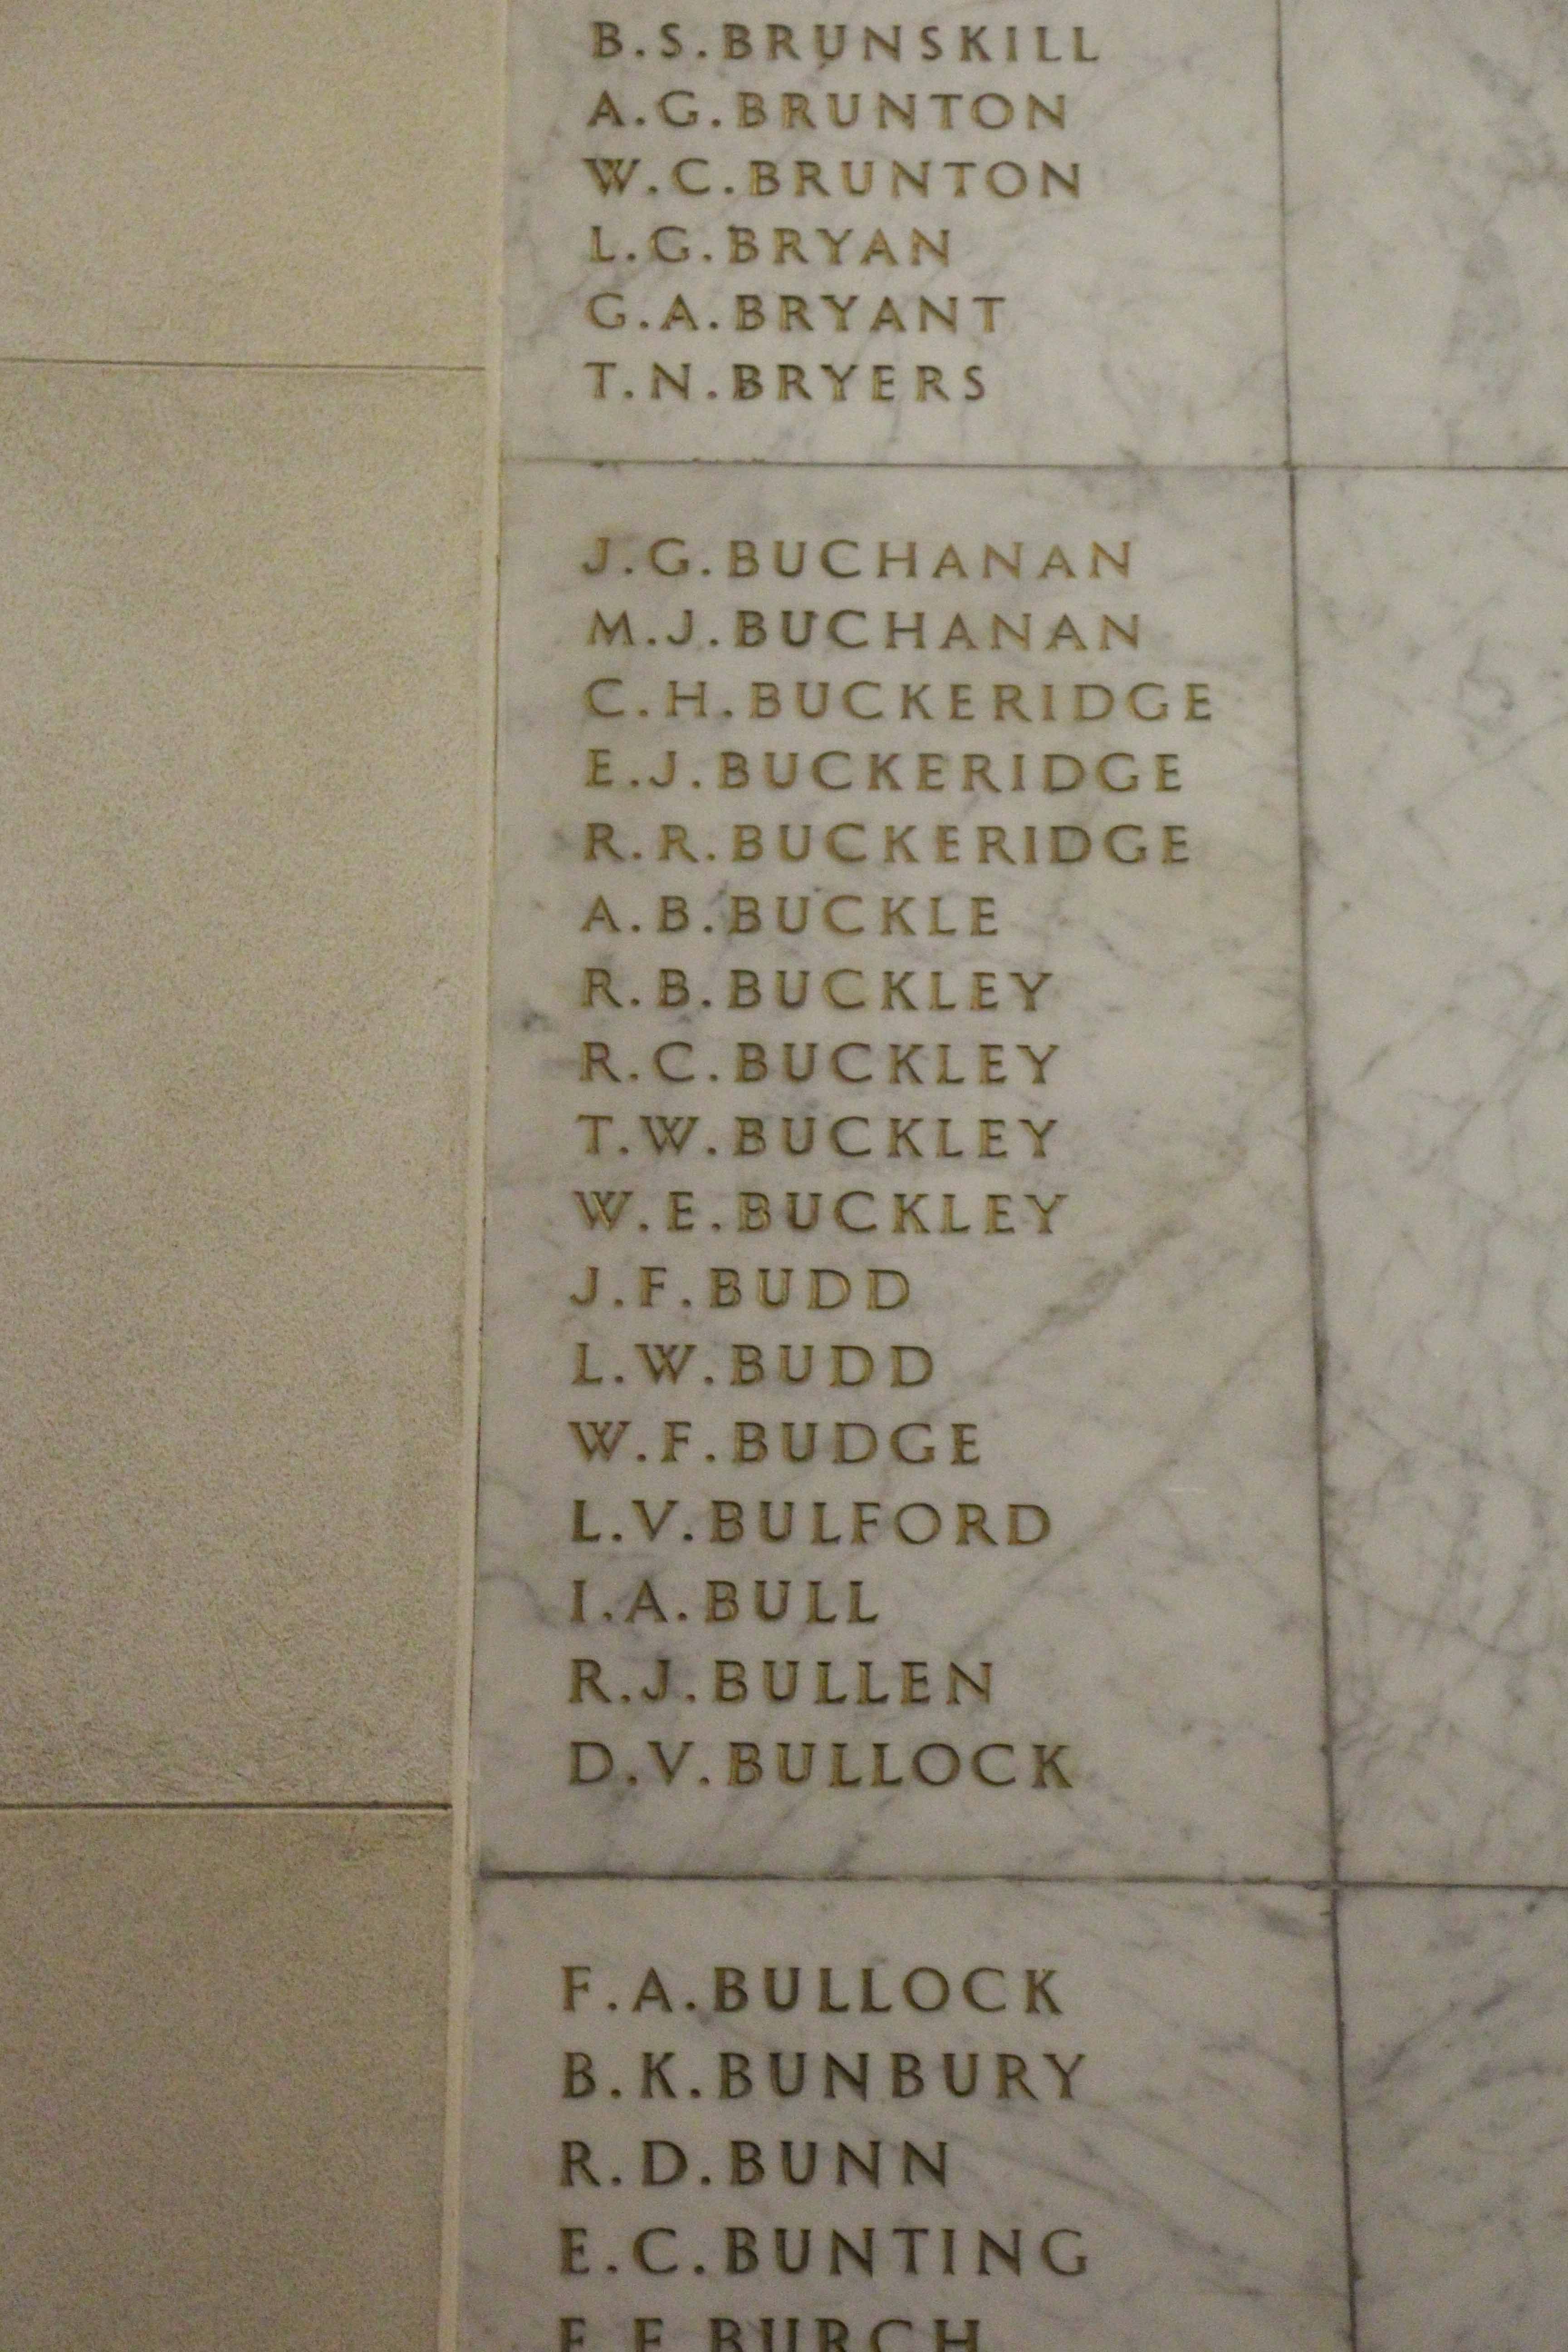 B.S.BRUNSKILL
A.G.BRUNTON
W.C.BRUNTON
L.G.BRYAN
G.A.BRYANT
T.N.BRYERS
J.G.BUCHANAN
M.J.BUCHANAN
C.H.BUCKERIDGE
E.J.BUCKERIDGE
R.R.BUCKERIDGE
A.B.BUCKLE
R.B.BUCKLEY
R.C.BUCKLEY
T.W.BUCKLEY
W.E.BUCKLEY
J.F.BUDD
L.W.BUDD
W.F.BUDGE
L.V.BULFORD
I.A.BULL
R.J.BULLEN
D.V.BULLOCK
F.A.BULLOCK
B.K.BUNBURY
R.D.BUNN
E.C.BUNTING
BURCH